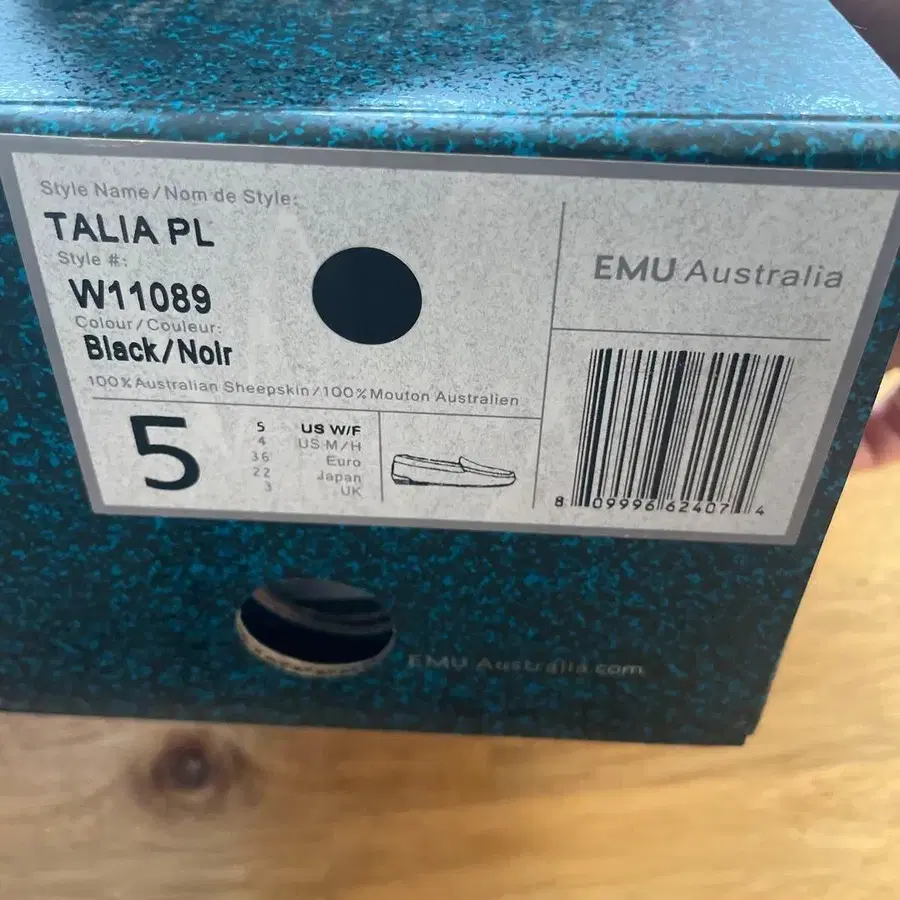 Style Name/Nom de Style:
TALIA PL
Style #:
W11089
Colour/Couleur:
Black/Noir
100%Australian Sheepskin/100%Mouton Australien
5
5 US W/F
4 US M/H
36 Euro
22 Japan
3 UK
EMU Australia
8 09996 62407 4
EMU Australia.com